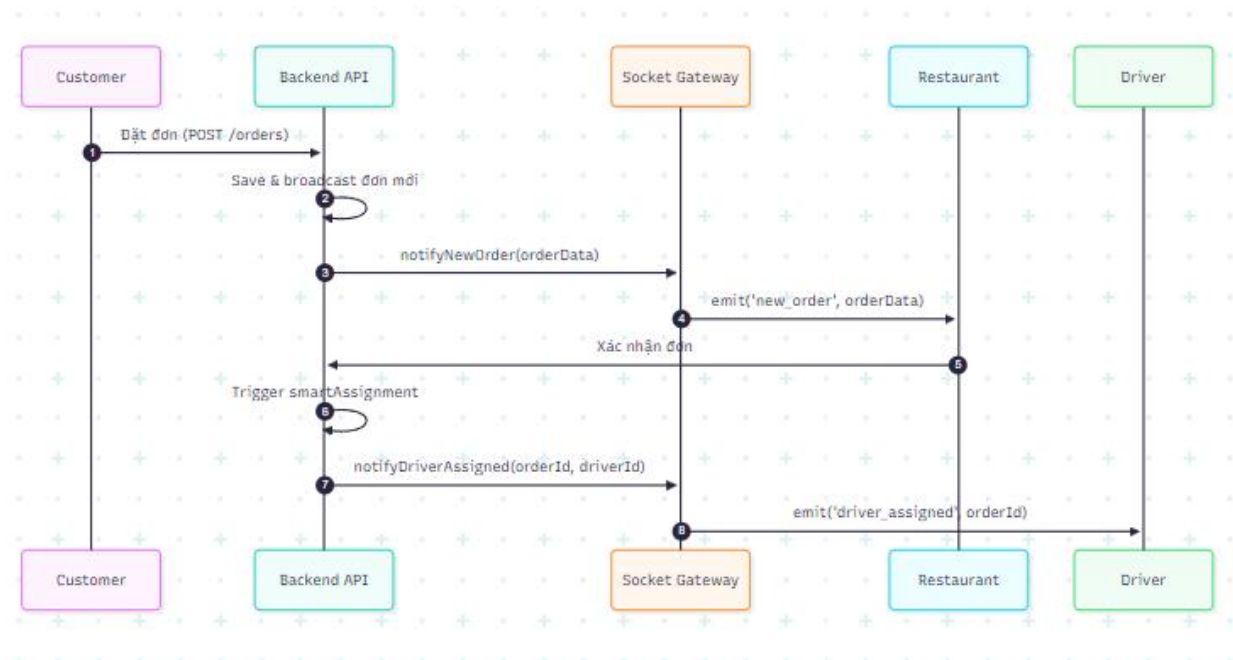 Customer
Backend API
Socket Gateway
Restaurant
Driver
Đặt đơn (POST /orders)
1
Save & broadcast đơn mới
2
notifyNewOrder(orderData)
3
emit('new_order', orderData)
4
Xác nhận đơn
5
Trigger smartAssignment
6
notifyDriverAssigned(orderId, driverId)
7
emit('driver_assigned', orderId)
8
Customer
Backend API
Socket Gateway
Restaurant
Driver